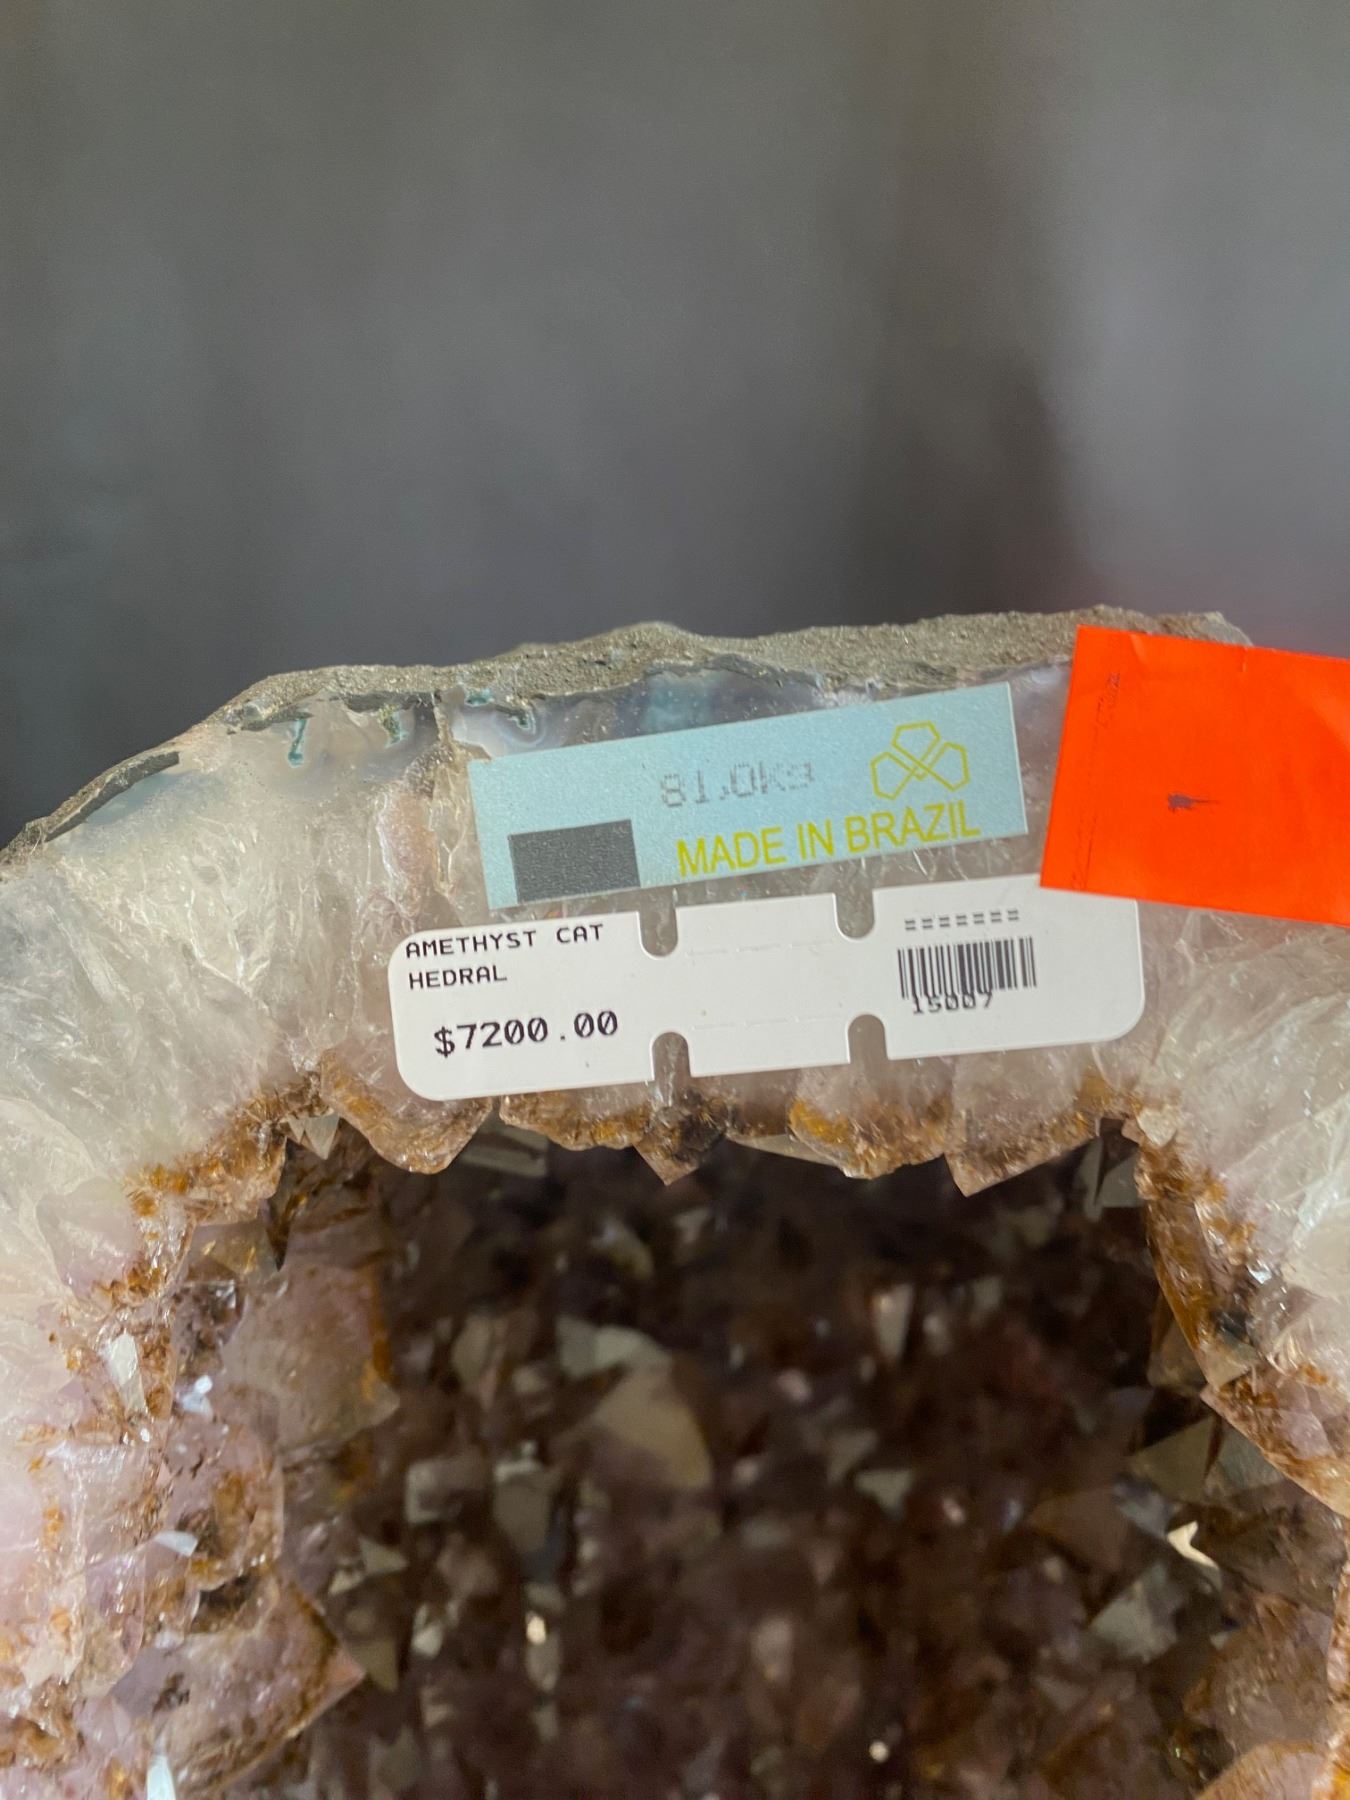 81.0Kg
MADE IN BRAZIL
AMETHYST CAT
HEDRAL
$7200.00
=======
15007